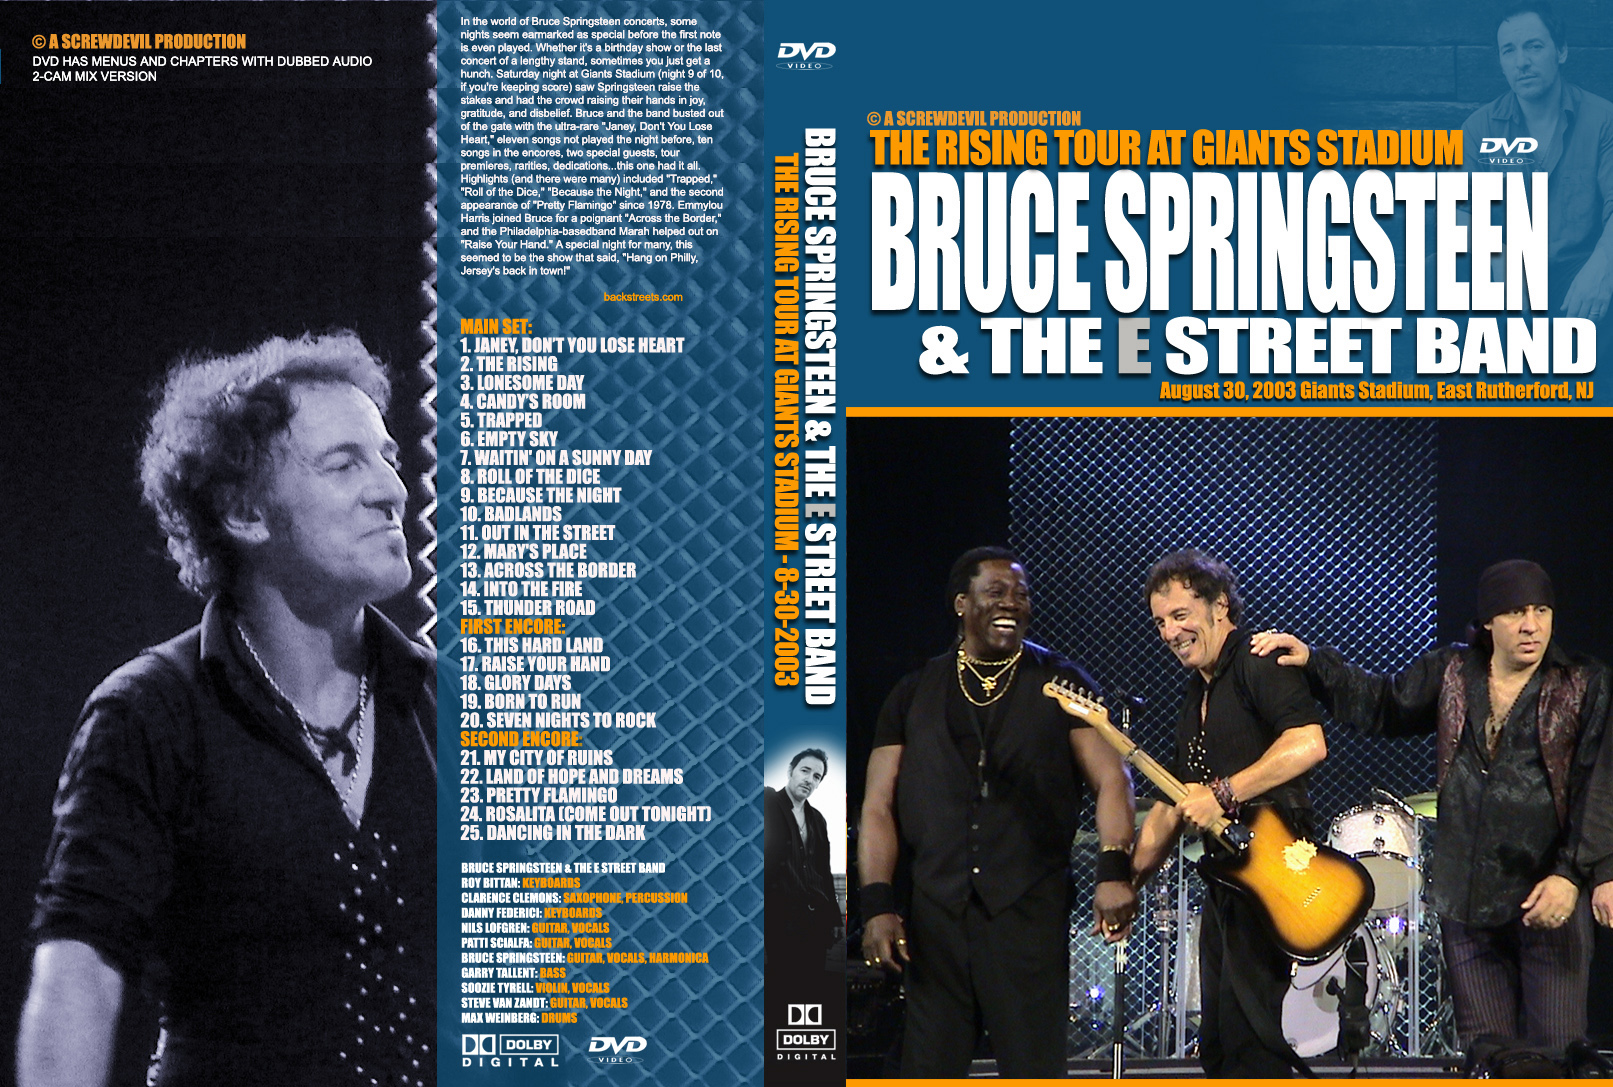 © A SCREWDEVIL PRODUCTION
DVD HAS MENUS AND CHAPTERS WITH DUBBED AUDIO
2-CAM MIX VERSION
In the world of Bruce Springsteen concerts, some
nights seem earmarked as special before the first note
is even played. Whether it's a birthday show or the last
concert of a lengthy stand, sometimes you just get a
hunch. Saturday night at Giants Stadium (night 9 of 10,
if you're keeping score) saw Springsteen raise the
stakes and had the crowd raising their hands in joy,
gratitude, and disbelief. Bruce and the band busted out
of the gate with the ultra-rare "Janey, Don't You Lose
Heart," eleven songs not played the night before, ten
songs in the encores, two special guests, tour
premieres, rarities, dedications...this one had it all.
Highlights (and there were many) included "Trapped,"
"Roll of the Dice," "Because the Night," and the second
appearance of "Pretty Flamingo" since 1978. Emmylou
Harris joined Bruce for a poignant "Across the Border,"
and the Philadelphia-basedband Marah helped out on
"Raise Your Hand." A special night for many, this
seemed to be the show that said, "Hang on Philly,
Jersey's back in town!"
backstreets.com
MAIN SET:
1. JANEY, DON'T YOU LOSE HEART
2. THE RISING
3. LONESOME DAY
4. CANDY'S ROOM
5. TRAPPED
6. EMPTY SKY
7. WAITIN' ON A SUNNY DAY
8. ROLL OF THE DICE
9. BECAUSE THE NIGHT
10. BADLANDS
11. OUT IN THE STREET
12. MARY'S PLACE
13. ACROSS THE BORDER
14. INTO THE FIRE
15. THUNDER ROAD
FIRST ENCORE:
16. THIS HARD LAND
17. RAISE YOUR HAND
18. GLORY DAYS
19. BORN TO RUN
20. SEVEN NIGHTS TO ROCK
SECOND ENCORE:
21. MY CITY OF RUINS
22. LAND OF HOPE AND DREAMS
23. PRETTY FLAMINGO
24. ROSALITA (COME OUT TONIGHT)
25. DANCING IN THE DARK
BRUCE SPRINGSTEEN & THE E STREET BAND
ROY BITTAN: KEYBOARDS
CLARENCE CLEMONS: SAXOPHONE, PERCUSSION
DANNY FEDERICI: KEYBOARDS
NILS LOFGREN: GUITAR, VOCALS
PATTI SCIALFA: GUITAR, VOCALS
BRUCE SPRINGSTEEN: GUITAR, VOCALS, HARMONICA
GARRY TALLENT: BASS
SOOZIE TYRELL: VIOLIN, VOCALS
STEVE VAN ZANDT: GUITAR, VOCALS
MAX WEINBERG: DRUMS
DOLBY
DIGITAL
DVD
VIDEO
DVD
VIDEO
BRUCE SPRINGSTEEN & THE E STREET BAND
THE RISING TOUR AT GIANTS STADIUM - 8-30-2003
DOLBY
DIGITAL
© A SCREWDEVIL PRODUCTION
THE RISING TOUR AT GIANTS STADIUM
DVD
VIDEO
BRUCE SPRINGSTEEN
& THE E STREET BAND
August 30, 2003 Giants Stadium, East Rutherford, NJ